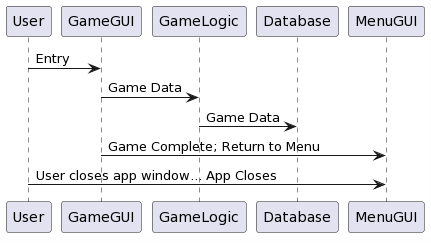 User GameGUI GameLogic Database MenuGUI
Entry
Game Data
Game Data
Game Complete; Return to Menu
User closes app window... App Closes
User GameGUI GameLogic Database MenuGUI